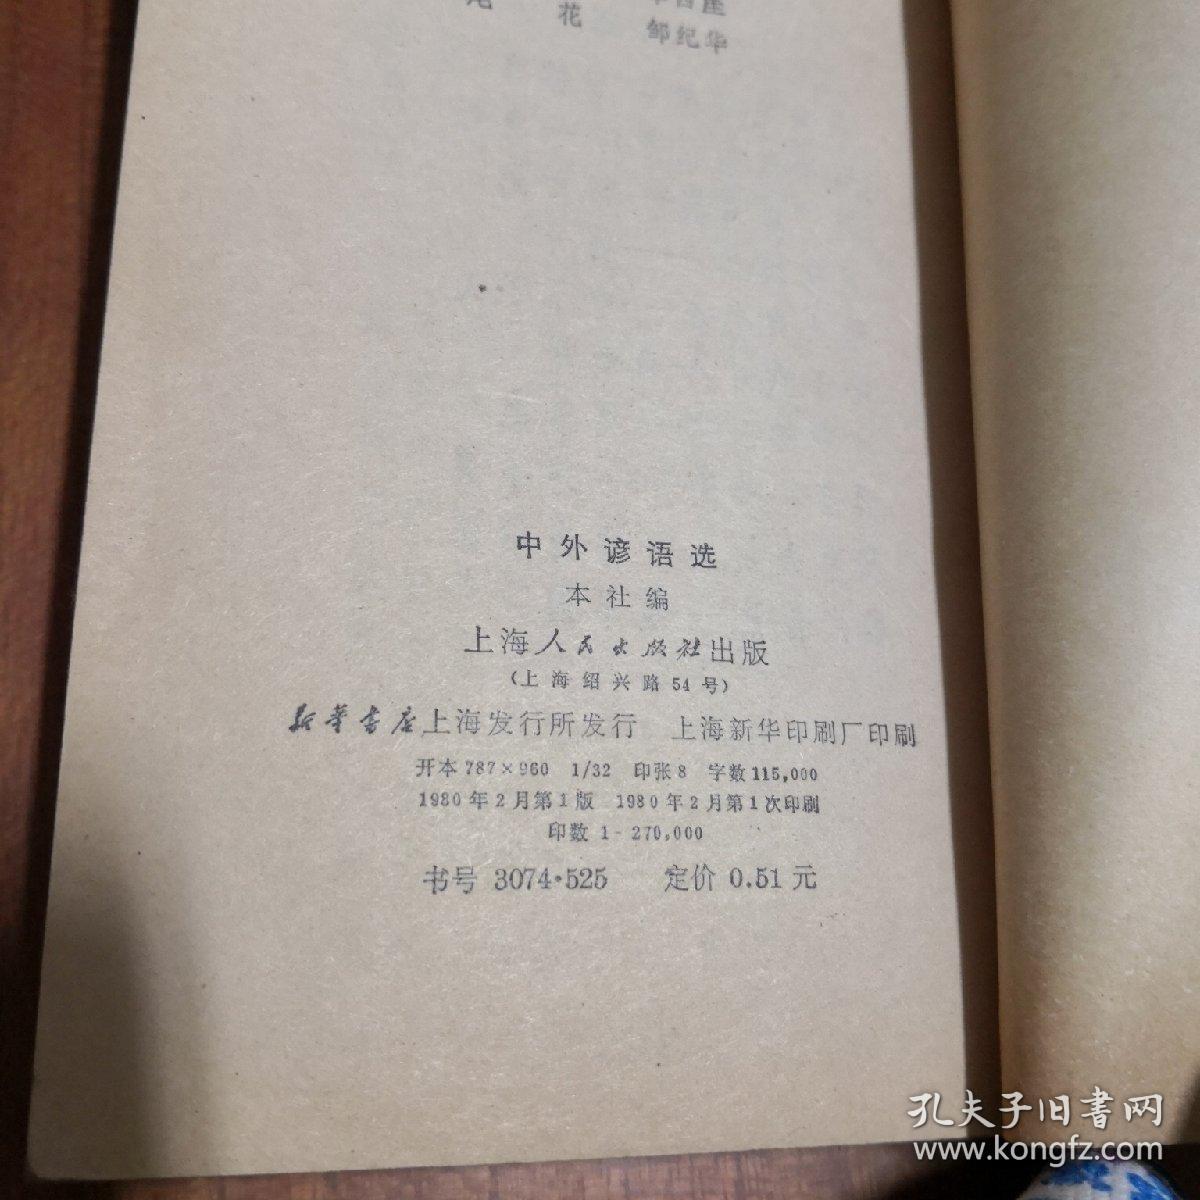 尾 花 邹纪华
中外谚语选
本社编
上海人民出版社出版
(上海绍兴路54号)
新华书店上海发行所发行 上海新华印刷厂印刷
开本787×960 1/32 印张8 字数115,000
1980年2月第1版 1980年2月第1次印刷
印数1-270,000
书号3074·525 定价0.51元
孔夫子旧书网
www.kongfz.com